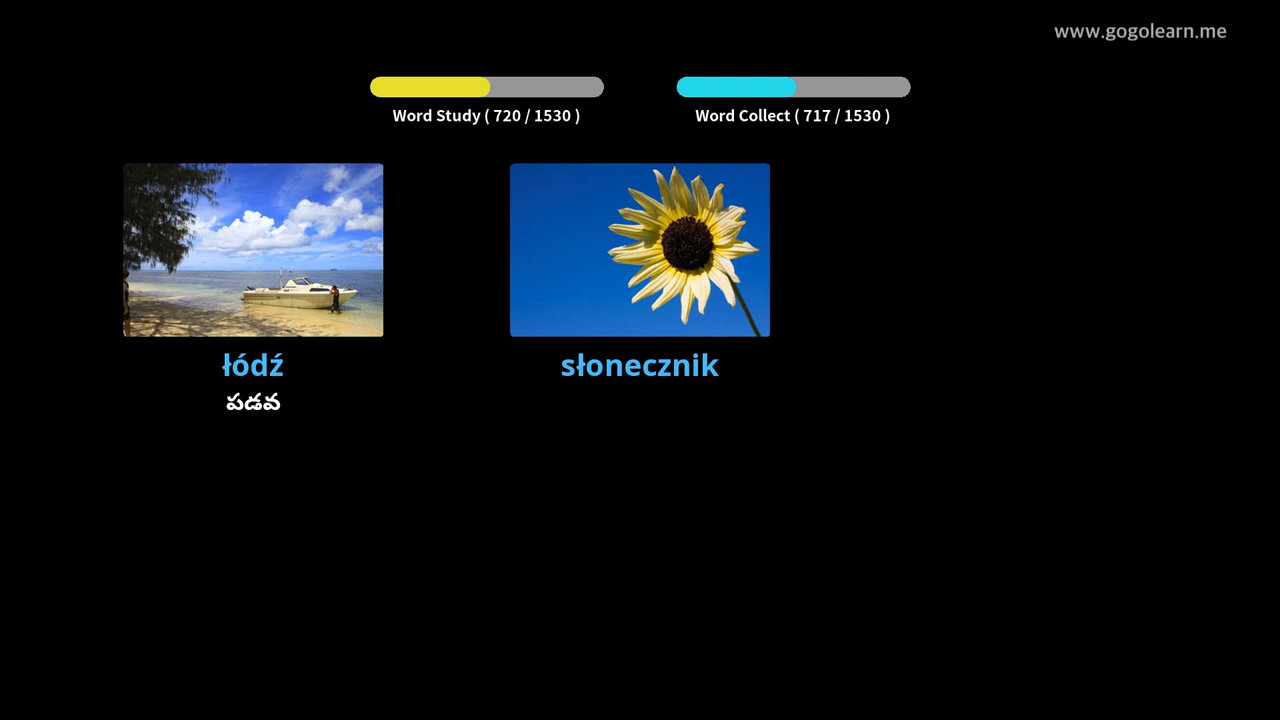 www.gogolearn.me
Word Study ( 720 / 1530 )
Word Collect ( 717 / 1530 )
łódź
పడవ
słonecznik